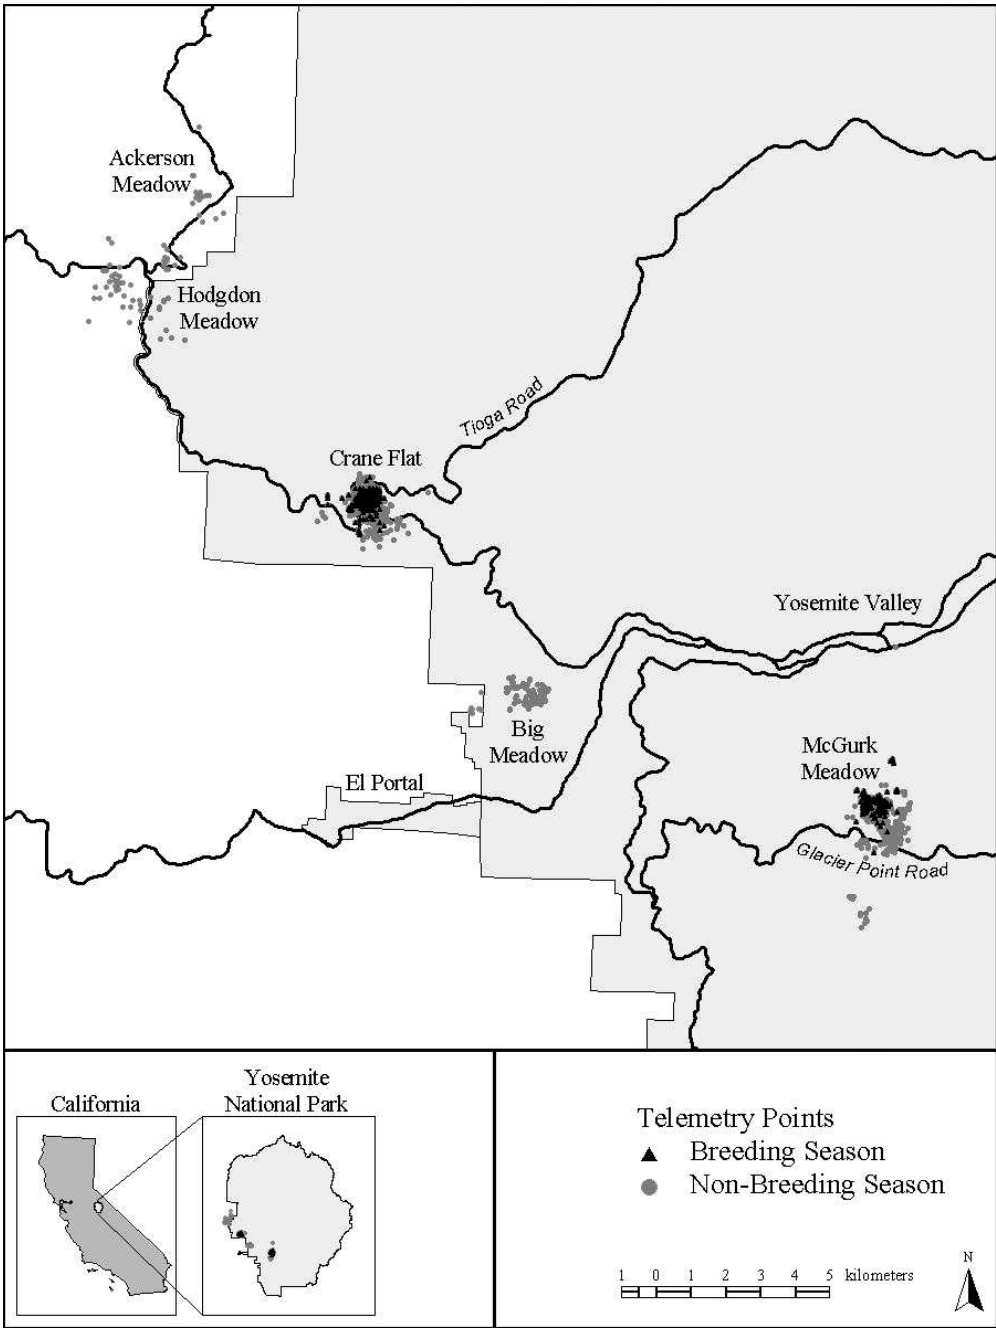 Ackerson
Meadow
Hodgdon
Meadow
Tioga Road
Crane Flat
Yosemite Valley
Big
Meadow
McGurk
Meadow
El Portal
Glacier Point Road
California
Yosemite
National Park
Telemetry Points
Breeding Season
Non-Breeding Season
1 0 1 2 3 4 5 kilometers
N